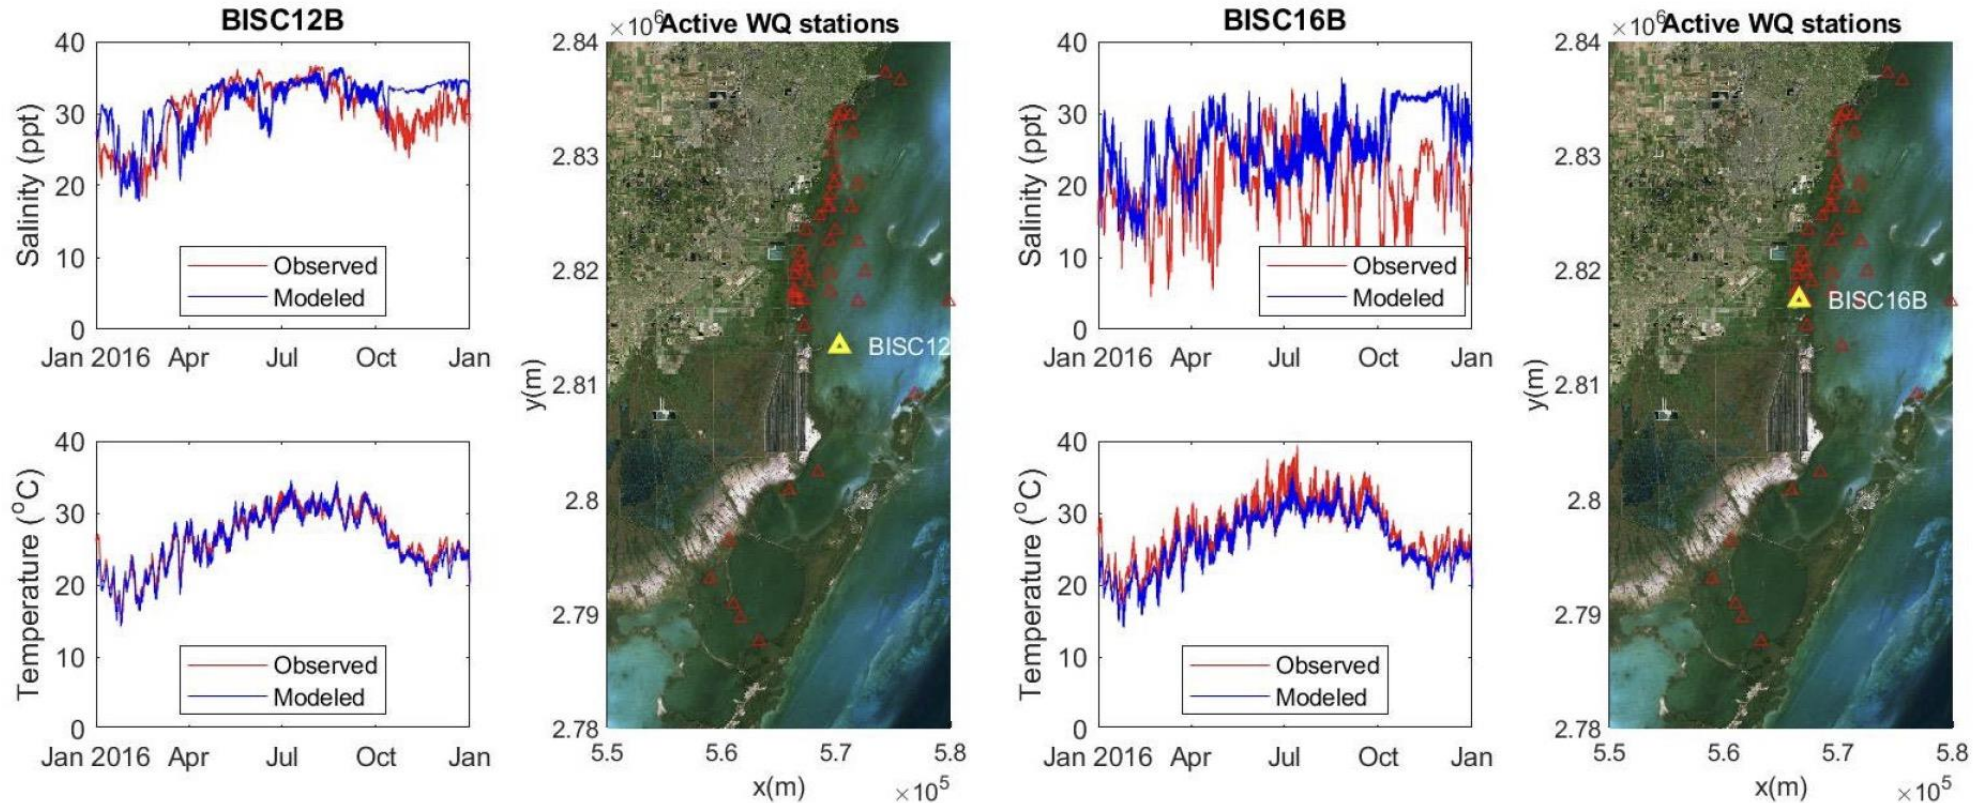 BISC12B
40
30
20
10
0
Salinity (ppt)
Observed
Modeled
Jan 2016 Apr Jul Oct Jan
40
30
20
10
0
Temperature (°C)
Observed
Modeled
Jan 2016 Apr Jul Oct Jan
×10⁶ Active WQ stations
2.84
2.83
2.82
2.81
2.8
2.79
2.78
y(m)
BISC12
5.5 5.6 5.7 5.8
x(m) ×10⁵
BISC16B
40
30
20
10
0
Salinity (ppt)
Observed
Modeled
Jan 2016 Apr Jul Oct Jan
40
30
20
10
0
Temperature (°C)
Observed
Modeled
Jan 2016 Apr Jul Oct Jan
×10⁶ Active WQ stations
2.84
2.83
2.82
2.81
2.8
2.79
2.78
y(m)
BISC16B
5.5 5.6 5.7 5.8
x(m) ×10⁵